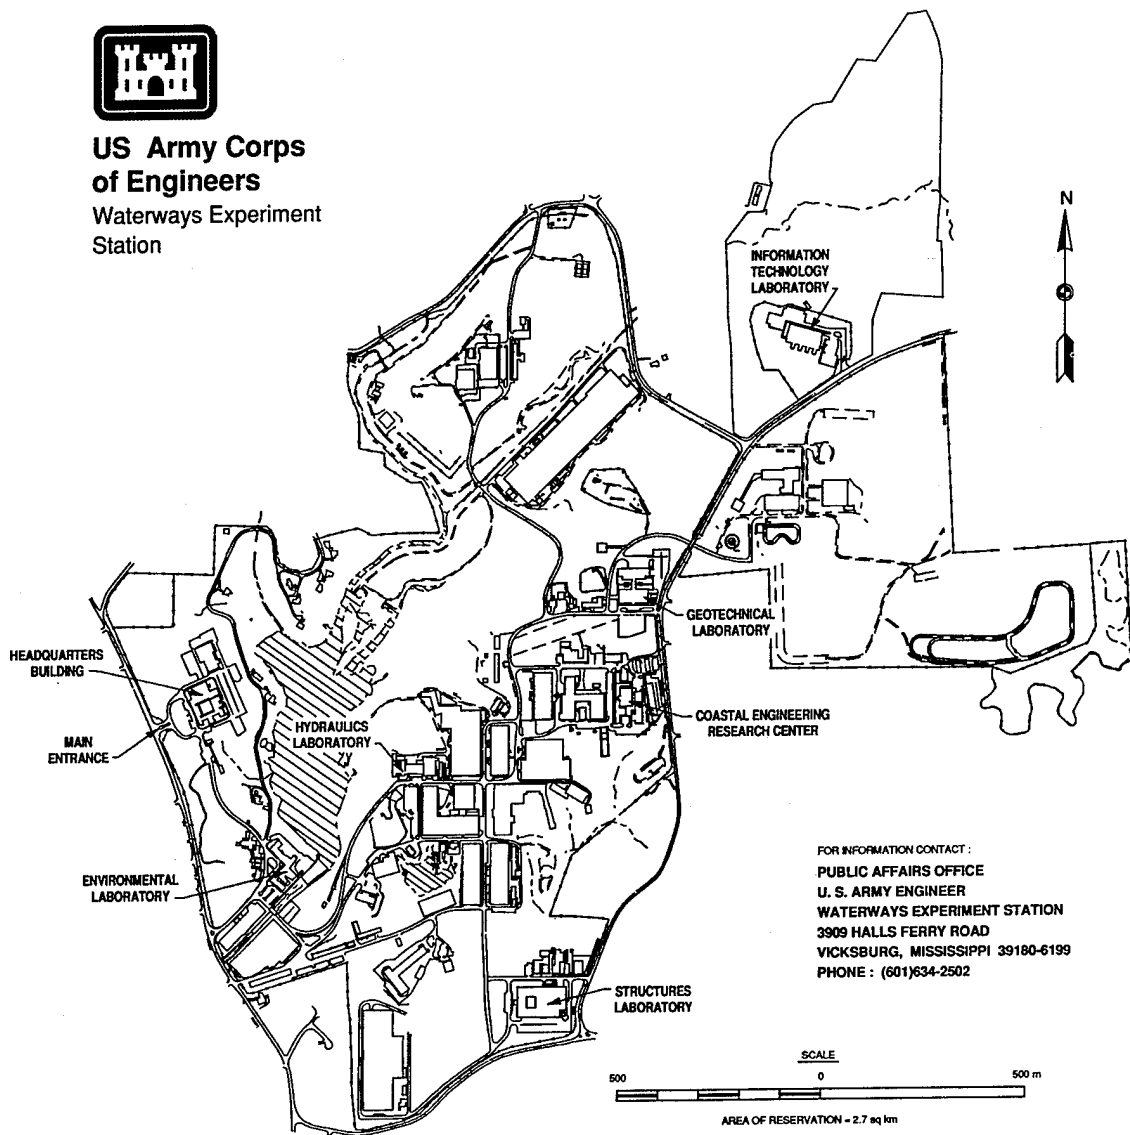 US Army Corps
of Engineers
Waterways Experiment
Station
N
INFORMATION
TECHNOLOGY
LABORATORY
GEOTECHNICAL
LABORATORY
HEADQUARTERS
BUILDING
MAIN
ENTRANCE
HYDRAULICS
LABORATORY
COASTAL ENGINEERING
RESEARCH CENTER
ENVIRONMENTAL
LABORATORY
STRUCTURES
LABORATORY
FOR INFORMATION CONTACT :
PUBLIC AFFAIRS OFFICE
U. S. ARMY ENGINEER
WATERWAYS EXPERIMENT STATION
3909 HALLS FERRY ROAD
VICKSBURG, MISSISSIPPI 39180-6199
PHONE : (601)634-2502
SCALE
500 0 500 m
AREA OF RESERVATION = 2.7 sq km